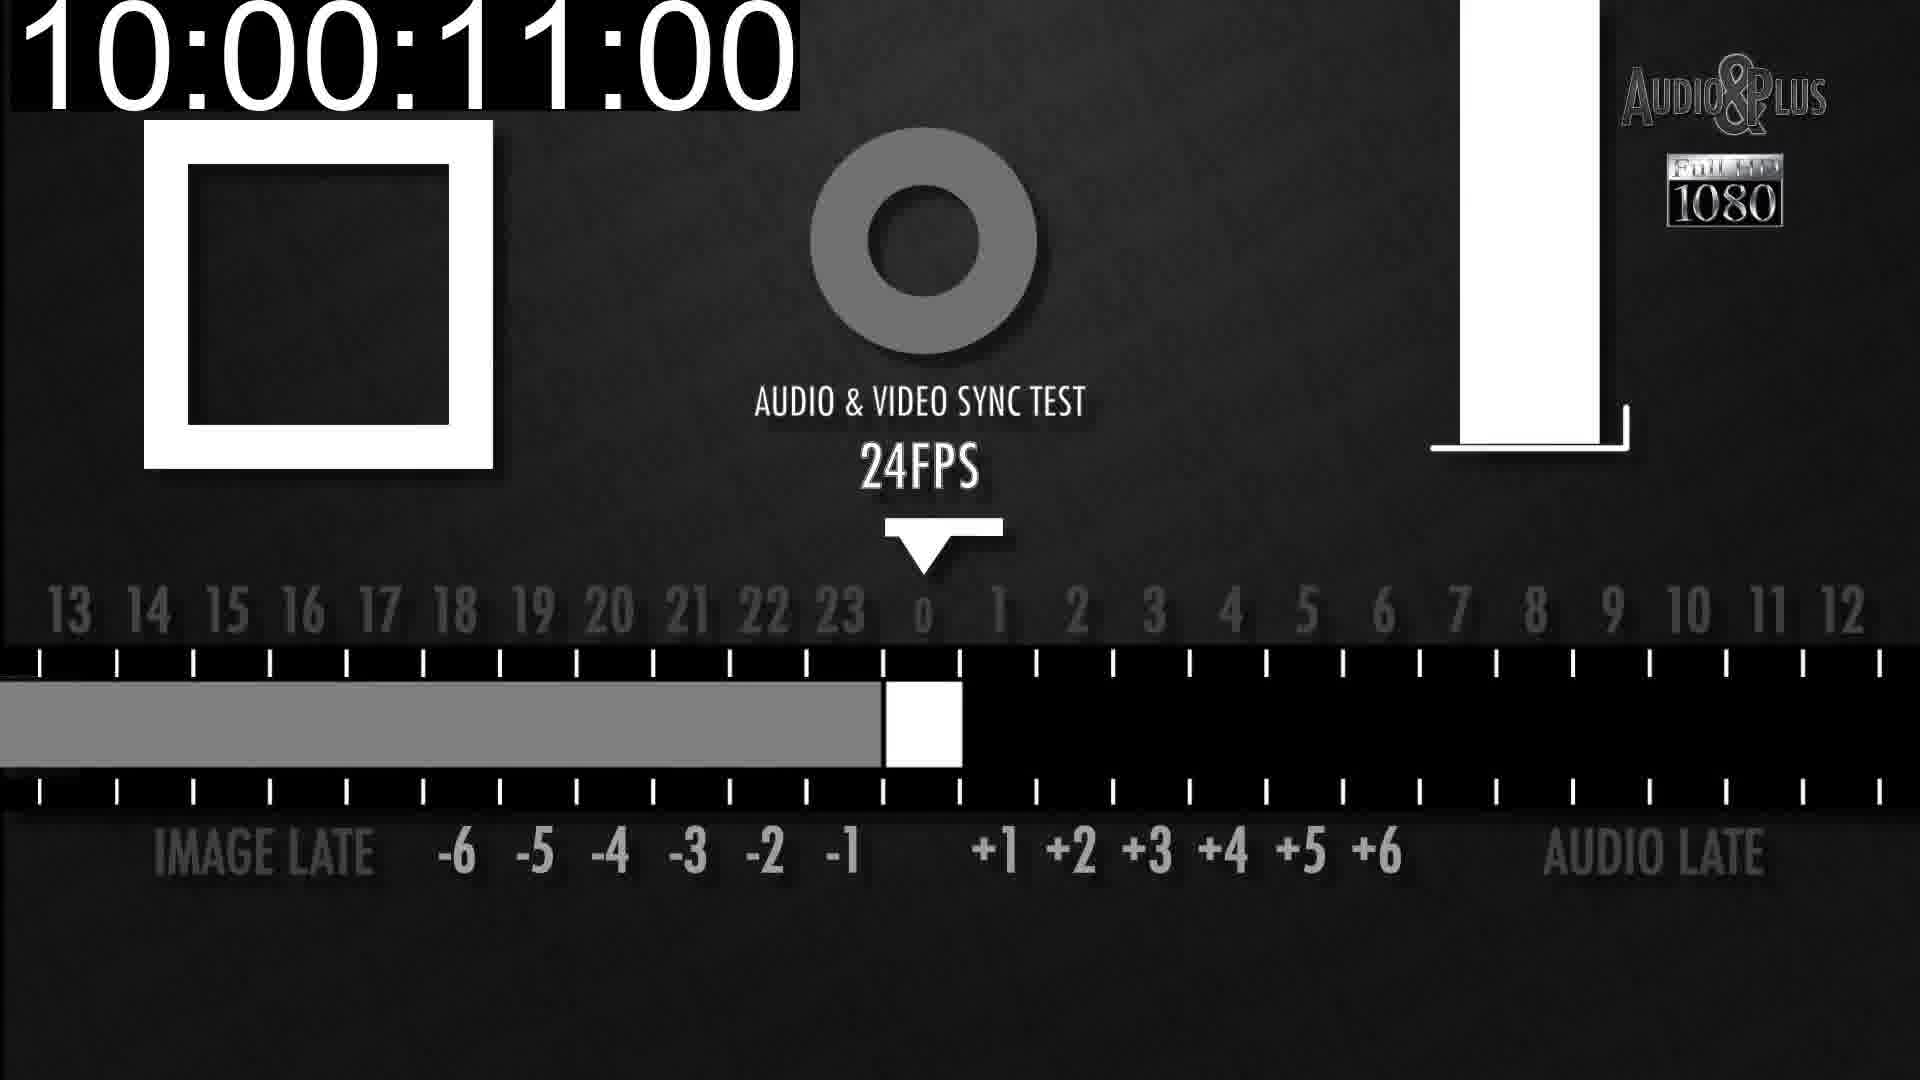 10:00:11:00
AUDIO&PLUS
Full HD
1080
AUDIO & VIDEO SYNC TEST
24FPS
13 14 15 16 17 18 19 20 21 22 23 0 1 2 3 4 5 6 7 8 9 10 11 12
IMAGE LATE -6 -5 -4 -3 -2 -1 +1 +2 +3 +4 +5 +6 AUDIO LATE